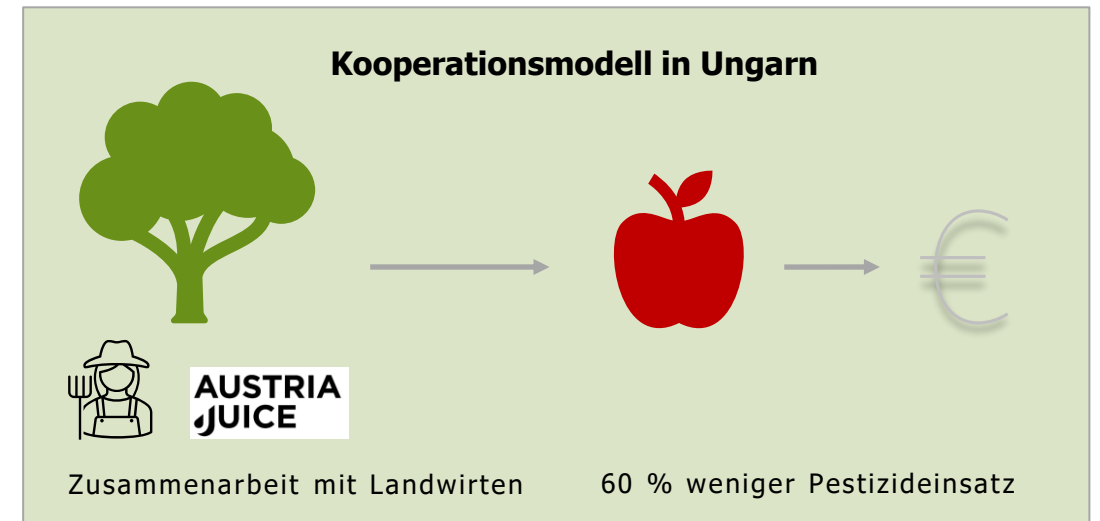 Kooperationsmodell in Ungarn
€
AUSTRIA
JUICE
Zusammenarbeit mit Landwirten
60 % weniger Pestizideinsatz